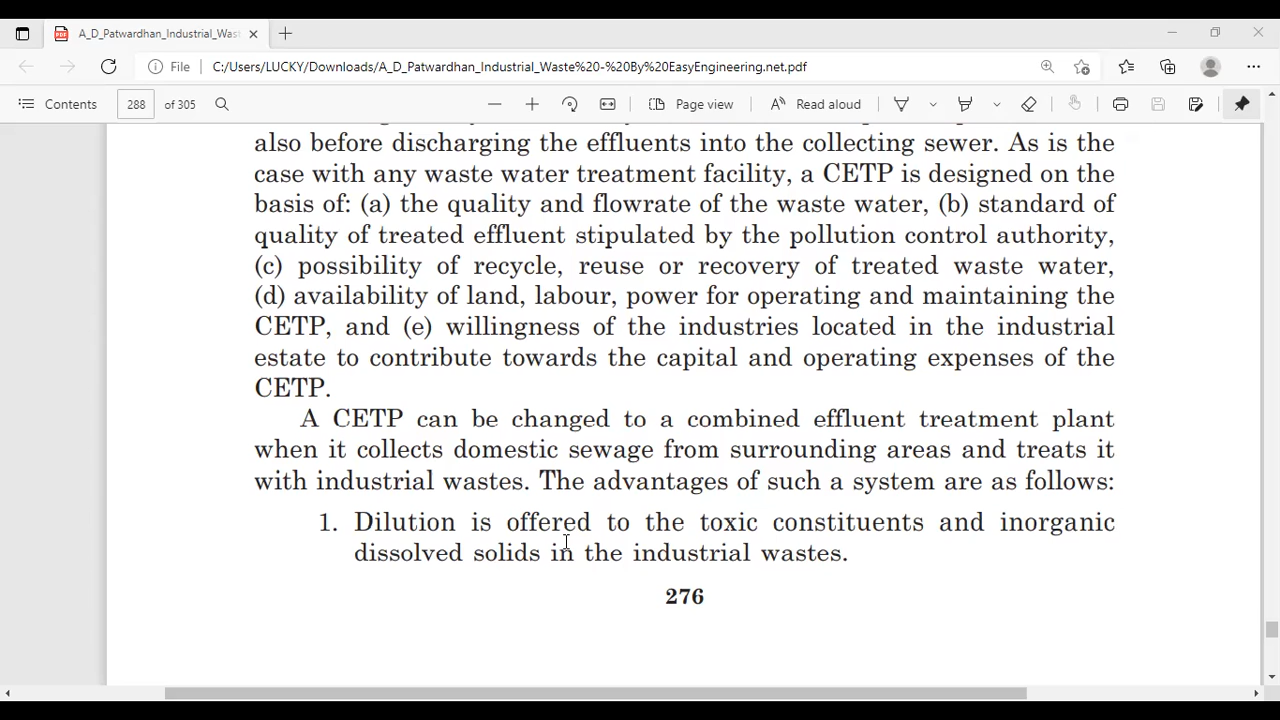 A_D_Patwardhan_Industrial_Wast
File C:/Users/LUCKY/Downloads/A_D_Patwardhan_Industrial_Waste%20-%20By%20EasyEngineering.net.pdf
Contents 288 of 305 Page view Read aloud
also before discharging the effluents into the collecting sewer. As is the
case with any waste water treatment facility, a CETP is designed on the
basis of: (a) the quality and flowrate of the waste water, (b) standard of
quality of treated effluent stipulated by the pollution control authority,
(c) possibility of recycle, reuse or recovery of treated waste water,
(d) availability of land, labour, power for operating and maintaining the
CETP, and (e) willingness of the industries located in the industrial
estate to contribute towards the capital and operating expenses of the
CETP.
A CETP can be changed to a combined effluent treatment plant
when it collects domestic sewage from surrounding areas and treats it
with industrial wastes. The advantages of such a system are as follows:
1. Dilution is offered to the toxic constituents and inorganic
dissolved solids in the industrial wastes.
276